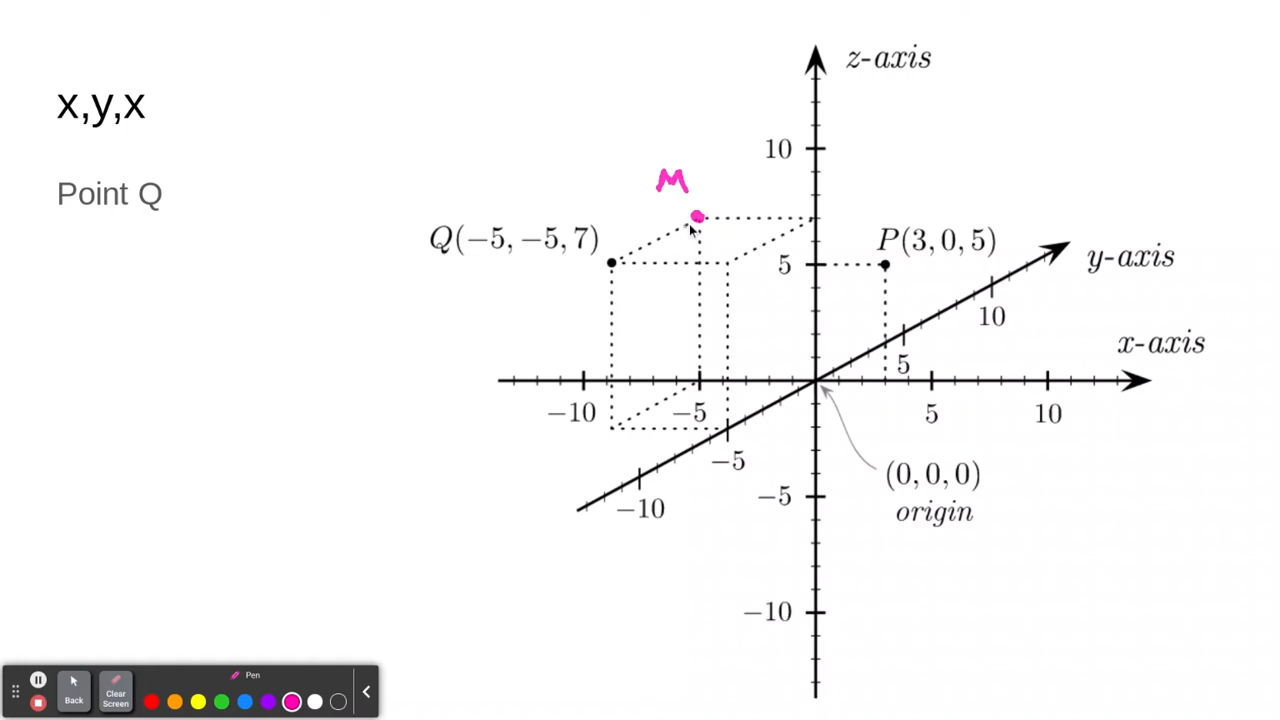 x,y,x
Point Q
z-axis
10
M
Q(−5, −5, 7)
P(3, 0, 5)
5
y-axis
10
x-axis
5
−10
−5
5
10
−5
(0, 0, 0)
−5
−10
origin
−10
Pen
Back
Clear
Screen